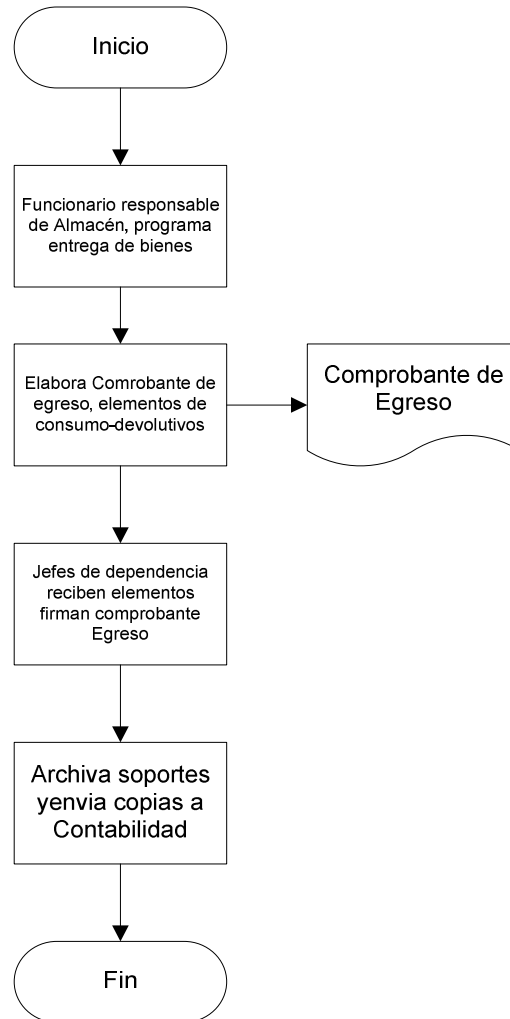 Inicio
Funcionario responsable
de Almacén, programa
entrega de bienes
Elabora Comrobante de
egreso, elementos de
consumo-devolutivos
Comprobante de
Egreso
Jefes de dependencia
reciben elementos
firman comprobante
Egreso
Archiva soportes
yenvia copias a
Contabilidad
Fin